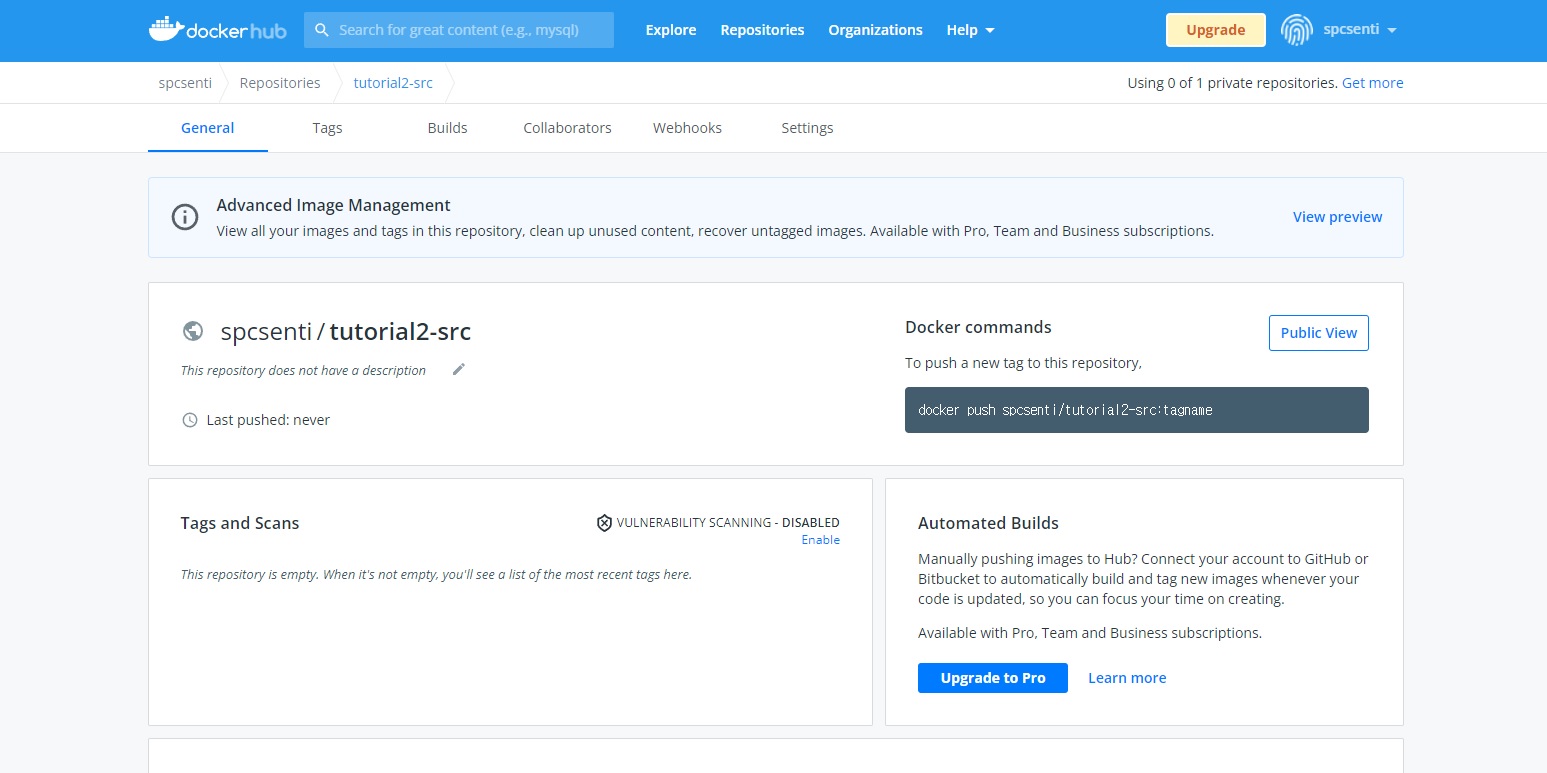 docker hub
Search for great content (e.g., mysql)
Explore
Repositories
Organizations
Help
Upgrade
spcsenti
spcsenti
Repositories
tutorial2-src
Using 0 of 1 private repositories. Get more
General
Tags
Builds
Collaborators
Webhooks
Settings
Advanced Image Management
View all your images and tags in this repository, clean up unused content, recover untagged images. Available with Pro, Team and Business subscriptions.
View preview
spcsenti / tutorial2-src
This repository does not have a description
Last pushed: never
Docker commands
Public View
To push a new tag to this repository,
docker push spcsenti/tutorial2-src:tagname
Tags and Scans
VULNERABILITY SCANNING - DISABLED
Enable
This repository is empty. When it's not empty, you'll see a list of the most recent tags here.
Automated Builds
Manually pushing images to Hub? Connect your account to GitHub or
Bitbucket to automatically build and tag new images whenever your
code is updated, so you can focus your time on creating.
Available with Pro, Team and Business subscriptions.
Upgrade to Pro
Learn more